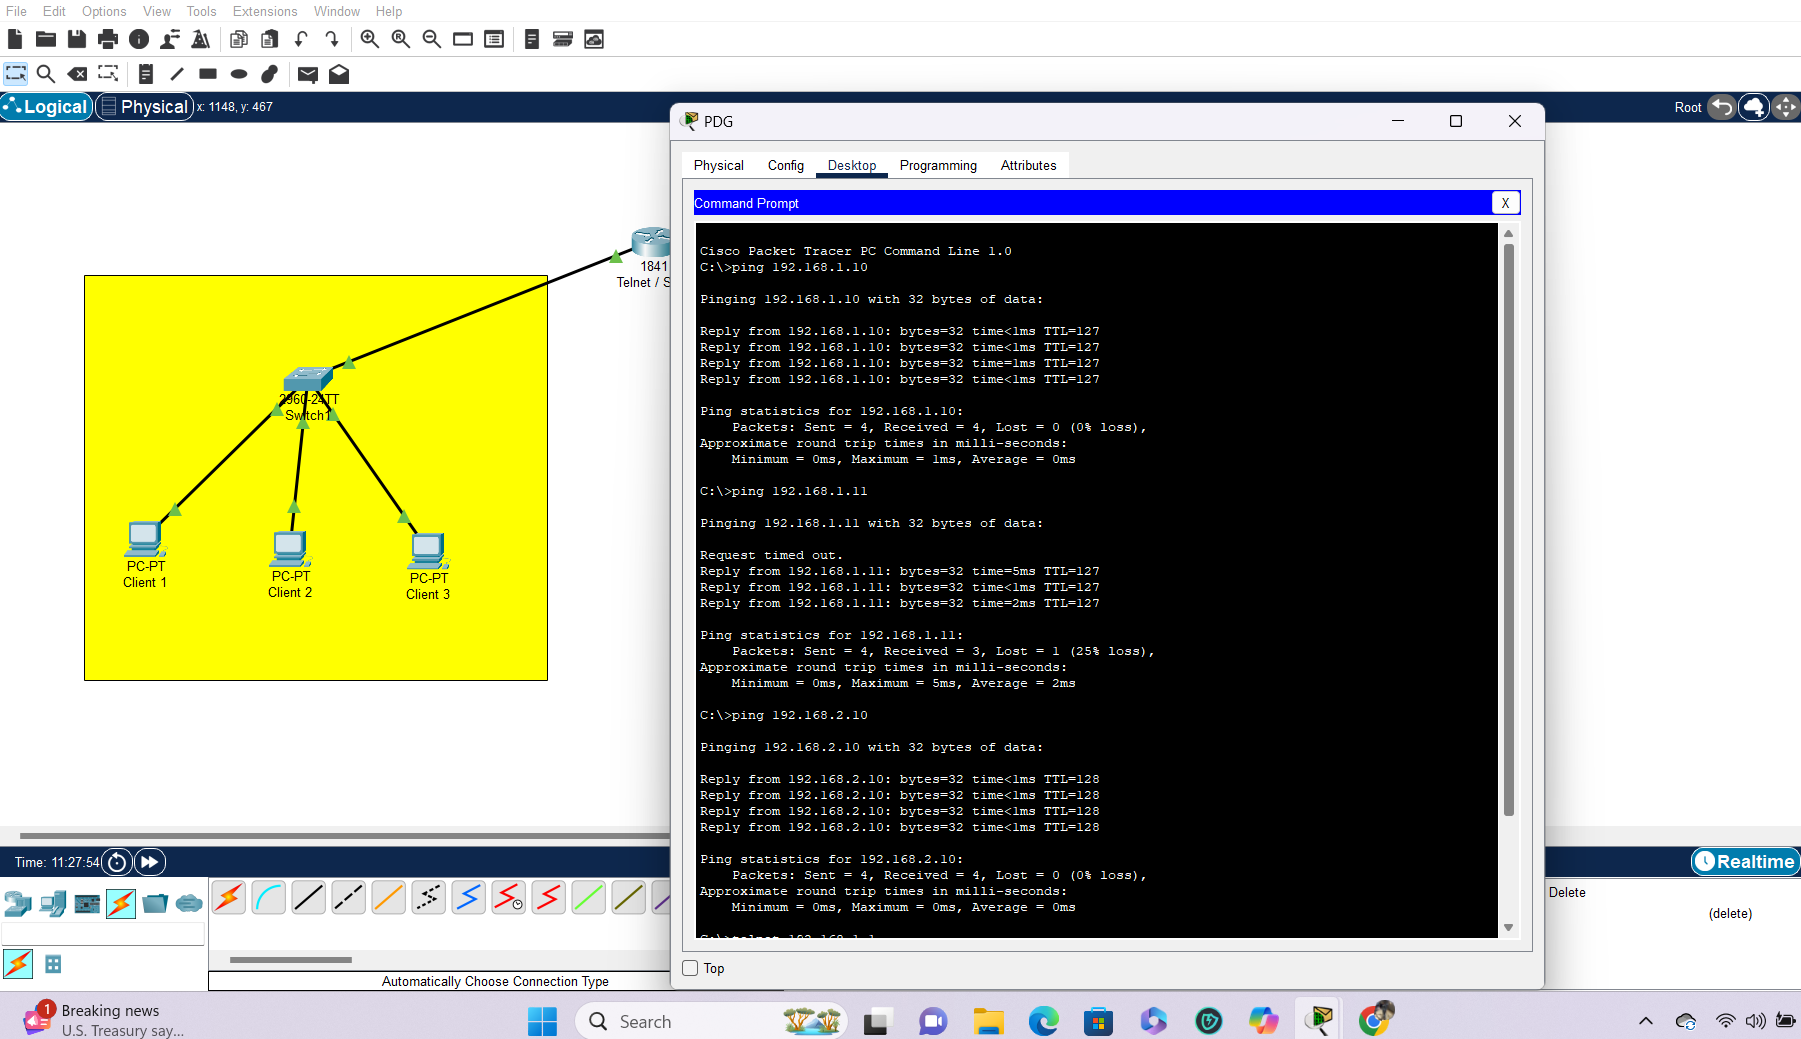 File Edit Options View Tools Extensions Window Help
Logical Physical x: 1148, y: 467
Root
1841
Telnet / S
2960-24TT
Switch1
PC-PT
Client 1
PC-PT
Client 2
PC-PT
Client 3
PDG
Physical Config Desktop Programming Attributes
Command Prompt
X
Cisco Packet Tracer PC Command Line 1.0
C:\>ping 192.168.1.10
Pinging 192.168.1.10 with 32 bytes of data:
Reply from 192.168.1.10: bytes=32 time<1ms TTL=127
Reply from 192.168.1.10: bytes=32 time<1ms TTL=127
Reply from 192.168.1.10: bytes=32 time=1ms TTL=127
Reply from 192.168.1.10: bytes=32 time<1ms TTL=127
Ping statistics for 192.168.1.10:
Packets: Sent = 4, Received = 4, Lost = 0 (0% loss),
Approximate round trip times in milli-seconds:
Minimum = 0ms, Maximum = 1ms, Average = 0ms
C:\>ping 192.168.1.11
Pinging 192.168.1.11 with 32 bytes of data:
Request timed out.
Reply from 192.168.1.11: bytes=32 time=5ms TTL=127
Reply from 192.168.1.11: bytes=32 time<1ms TTL=127
Reply from 192.168.1.11: bytes=32 time=2ms TTL=127
Ping statistics for 192.168.1.11:
Packets: Sent = 4, Received = 3, Lost = 1 (25% loss),
Approximate round trip times in milli-seconds:
Minimum = 0ms, Maximum = 5ms, Average = 2ms
C:\>ping 192.168.2.10
Pinging 192.168.2.10 with 32 bytes of data:
Reply from 192.168.2.10: bytes=32 time<1ms TTL=128
Reply from 192.168.2.10: bytes=32 time<1ms TTL=128
Reply from 192.168.2.10: bytes=32 time<1ms TTL=128
Reply from 192.168.2.10: bytes=32 time<1ms TTL=128
Ping statistics for 192.168.2.10:
Packets: Sent = 4, Received = 4, Lost = 0 (0% loss),
Approximate round trip times in milli-seconds:
Minimum = 0ms, Maximum = 0ms, Average = 0ms
C:\>telnet 192.168.1.1
Top
Time: 11:27:54
Realtime
Delete
(delete)
Automatically Choose Connection Type
1
Breaking news
U.S. Treasury say...
Search